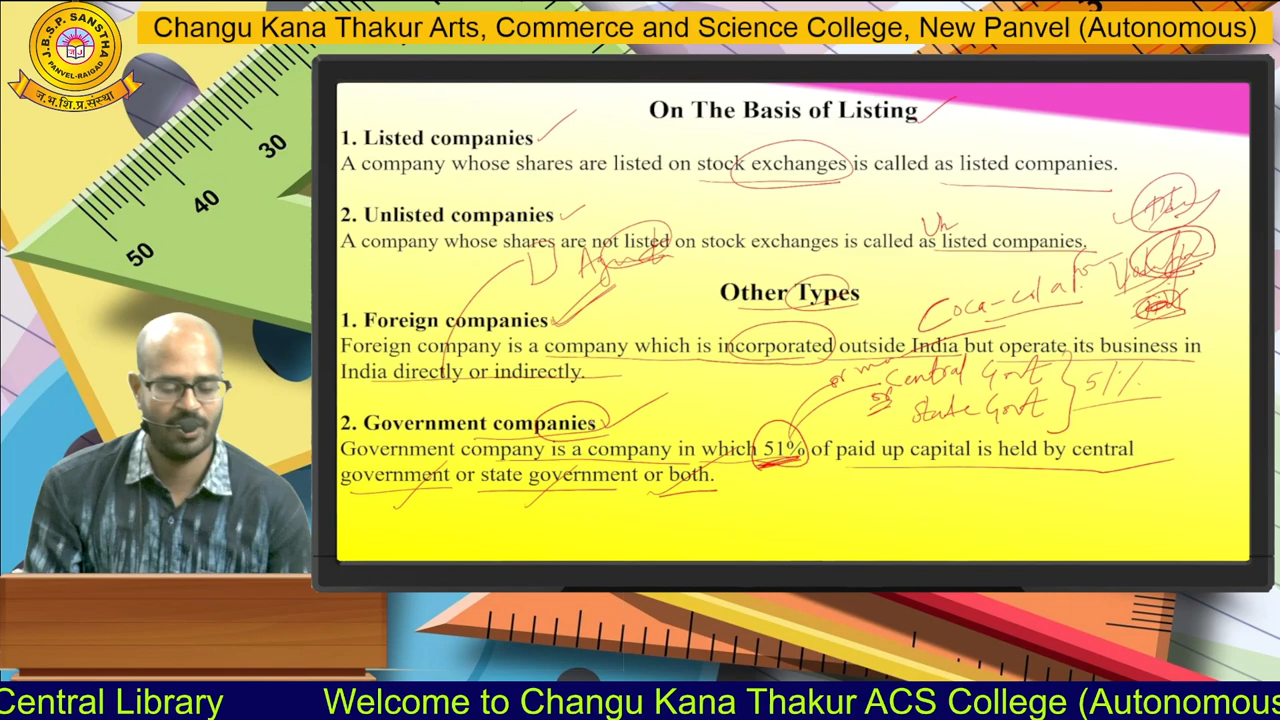 J.B.S.P. SANSTHA
PANVEL-RAIGAD
ज.भ.शि.प्र.संस्था
Changu Kana Thakur Arts, Commerce and Science College, New Panvel (Autonomous)
30
40
50
On The Basis of Listing
1. Listed companies
A company whose shares are listed on stock exchanges is called as listed companies.
2. Unlisted companies
Un
A company whose shares are not listed on stock exchanges is called as listed companies.
Other Types
Coca-cola
1. Foreign companies
Foreign company is a company which is incorporated outside India but operate its business in
India directly or indirectly.
or more
Central Govt
or
State Govt
51%
2. Government companies
Government company is a company in which 51% of paid up capital is held by central
government or state government or both.
Central Library Welcome to Changu Kana Thakur ACS College (Autonomous